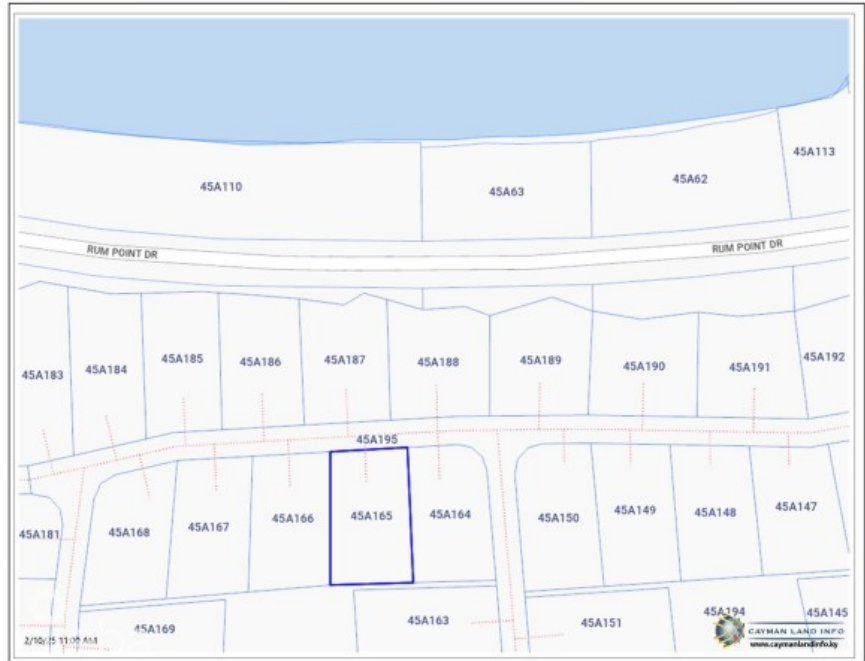 45A113
45A110
45A63
45A62
RUM POINT DR
RUM POINT DR
45A183
45A184
45A185
45A186
45A187
45A188
45A189
45A190
45A191
45A192
45A195
45A181
45A168
45A167
45A166
45A165
45A164
45A150
45A149
45A148
45A147
45A169
45A163
45A151
45A194
45A145
2/10/25 11:00 AM
CAYMAN LAND INFO
www.caymanlandinfo.ky